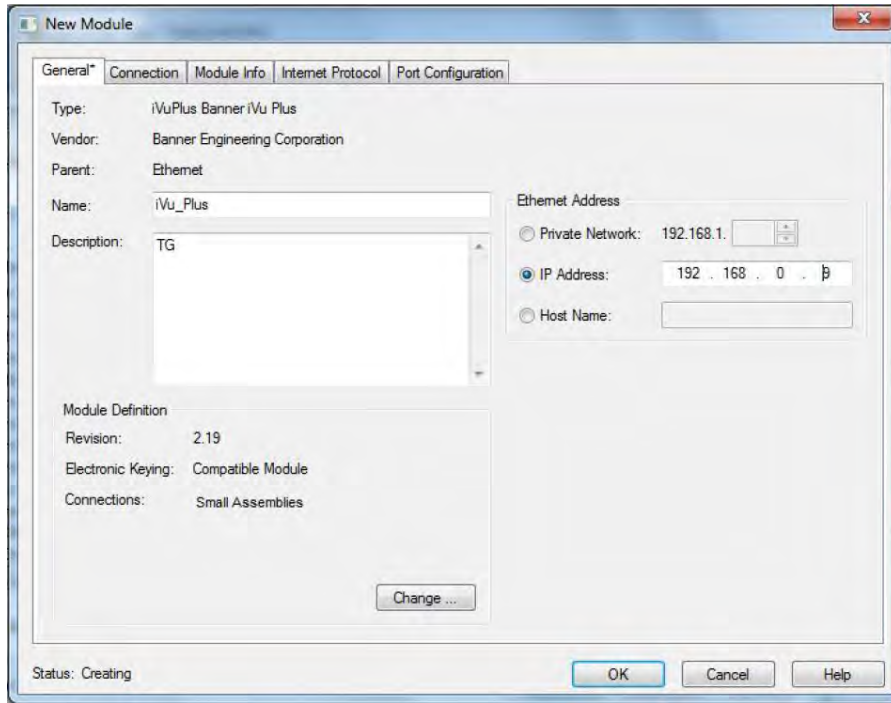 New Module
General* Connection Module Info Internet Protocol Port Configuration
Type: iVuPlus Banner iVu Plus
Vendor: Banner Engineering Corporation
Parent: Ethernet
Name: iVu_Plus
Description: TG
Ethernet Address
Private Network: 192.168.1.
IP Address: 192 . 168 . 0 . 9
Host Name:
Module Definition
Revision: 2.19
Electronic Keying: Compatible Module
Connections: Small Assemblies
Change ...
Status: Creating
OK Cancel Help